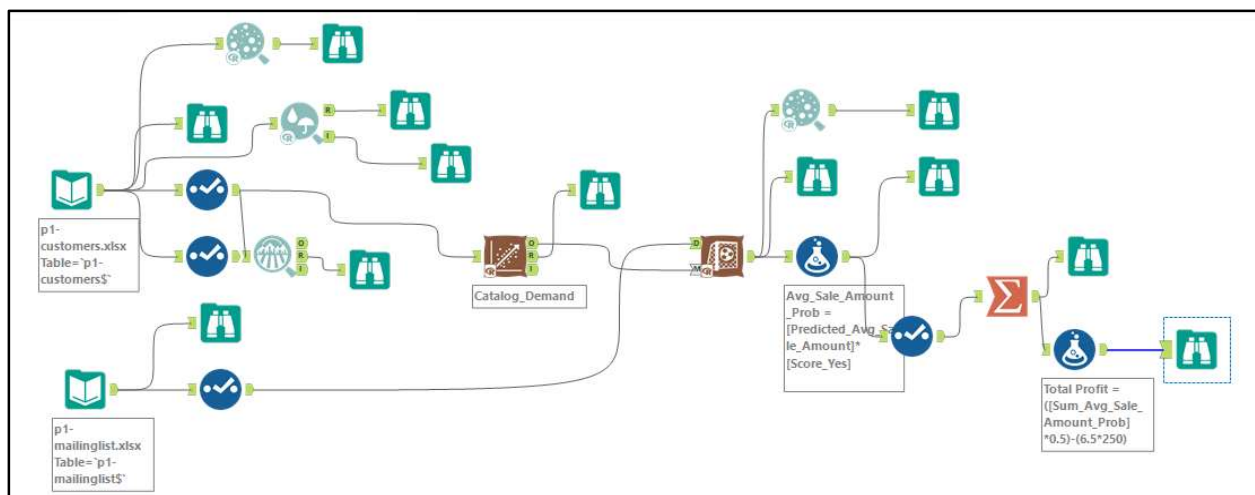 R
I
p1-
customers.xlsx
Table=`p1-
customers$`
O
R
I
O
R
I
Catalog_Demand
D
M
Avg_Sale_Amount
_Prob =
[Predicted_Avg_Sa
le_Amount]*
[Score_Yes]
Total Profit =
([Sum_Avg_Sale_
Amount_Prob]
*0.5)-(6.5*250)
p1-
mailinglist.xlsx
Table=`p1-
mailinglist$`